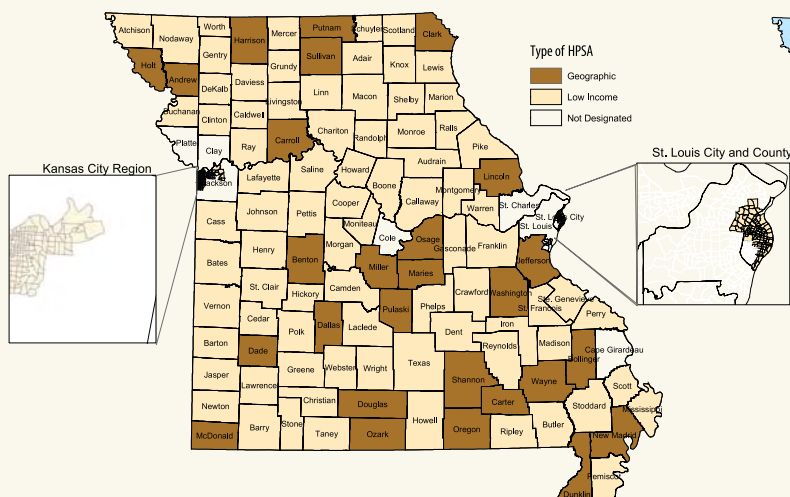 Atchison
Nodaway
Worth
Harrison
Mercer
Putnam
Schuyler
Scotland
Clark
Gentry
Sullivan
Adair
Knox
Lewis
Holt
Andrew
DeKalb
Daviess
Grundy
Linn
Macon
Shelby
Marion
Buchanan
Clinton
Caldwell
Livingston
Carroll
Chariton
Randolph
Monroe
Ralls
Pike
Platte
Clay
Ray
Saline
Howard
Boone
Audrain
Lincoln
Jackson
Lafayette
Cooper
Callaway
Montgomery
Warren
St. Charles
St. Louis
City
Cass
Johnson
Pettis
Moniteau
Cole
Osage
Gasconade
Franklin
Jefferson
Bates
Henry
Benton
Morgan
Miller
Maries
Camden
Crawford
Washington
St. Francois
Ste. Genevieve
Perry
St. Clair
Hickory
Vernon
Cedar
Polk
Dallas
Laclede
Pulaski
Phelps
Dent
Iron
Reynolds
Madison
Bollinger
Cape Girardeau
Barton
Dade
Greene
Webster
Wright
Texas
Shannon
Wayne
Scott
Jasper
Lawrence
Christian
Douglas
Carter
Stoddard
Mississippi
Newton
Barry
Stone
Taney
Ozark
Howell
Oregon
Ripley
Butler
New Madrid
McDonald
Pemiscot
Dunklin
Type of HPSA
Geographic
Low Income
Not Designated
Kansas City Region
St. Louis City and County